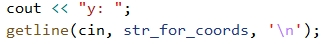 cout << "y: ";
getline(cin, str_for_coords, '\n');